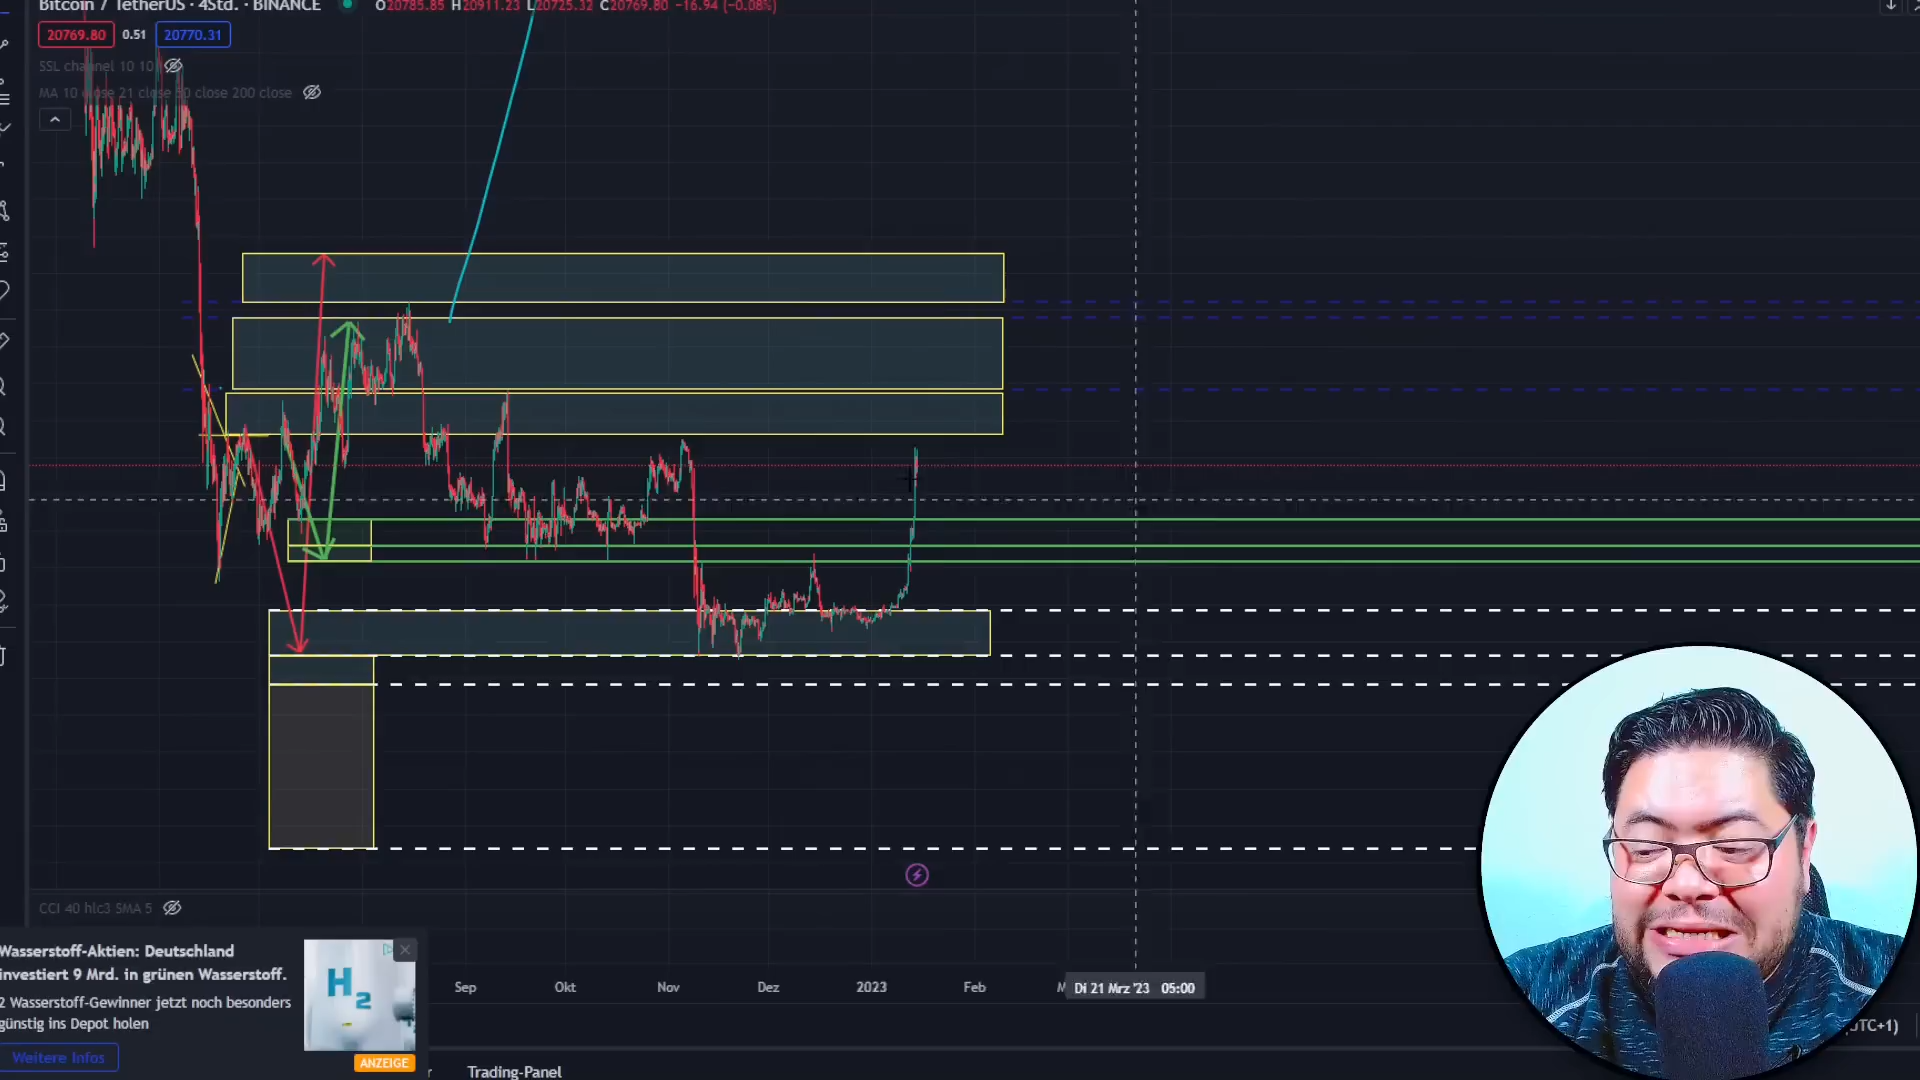 Bitcoin / TetherUS · 4Std. · BINANCE O20785.85 H20911.23 L20725.32 C20769.80 −16.94 (−0.08%)
20769.80 0.51 20770.31
SSL channel 10 10
MA 10 close 21 close 50 close 200 close
CCI 40 hlc3 SMA 5
Wasserstoff-Aktien: Deutschland
investiert 9 Mrd. in grünen Wasserstoff.
2 Wasserstoff-Gewinner jetzt noch besonders
günstig ins Depot holen
Weitere Infos
H2
ANZEIGE
Sep Okt Nov Dez 2023 Feb Di 21 Mrz '23 05:00
UTC+1)
Trading-Panel